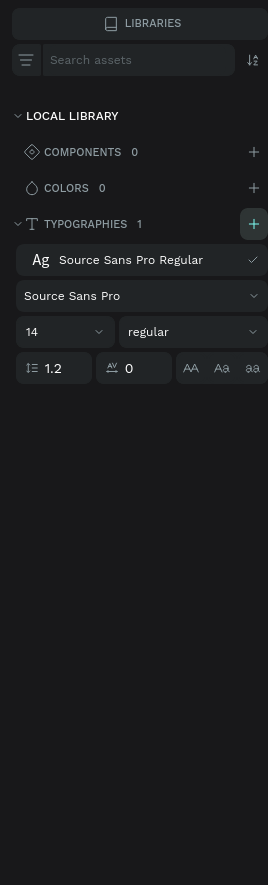 LIBRARIES
Search assets
LOCAL LIBRARY
COMPONENTS 0
COLORS 0
TYPOGRAPHIES 1
Ag Source Sans Pro Regular
Source Sans Pro
14 regular
1.2 AV 0 AA Aa aa